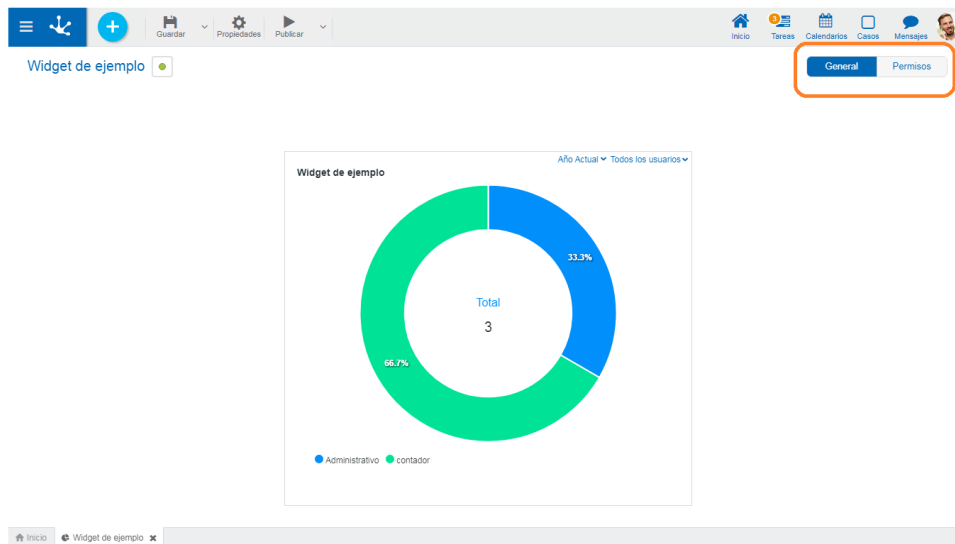 Guardar Propiedades Publicar Inicio 3 Tareas Calendarios Casos Mensajes
Widget de ejemplo General Permisos
Año Actual Todos los usuarios
Widget de ejemplo
33.3%
Total
3
66.7%
Administrativo contador
Inicio Widget de ejemplo